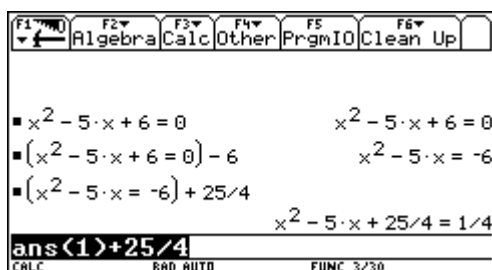 F1 F2 Algebra F3 Calc F4 Other F5 PrgmIO F6 Clean Up
x² - 5·x + 6 = 0 x² - 5·x + 6 = 0
(x² - 5·x + 6 = 0) - 6 x² - 5·x = -6
(x² - 5·x = -6) + 25/4
x² - 5·x + 25/4 = 1/4
ans(1)+25/4
CALC RAD AUTO FUNC 3/30